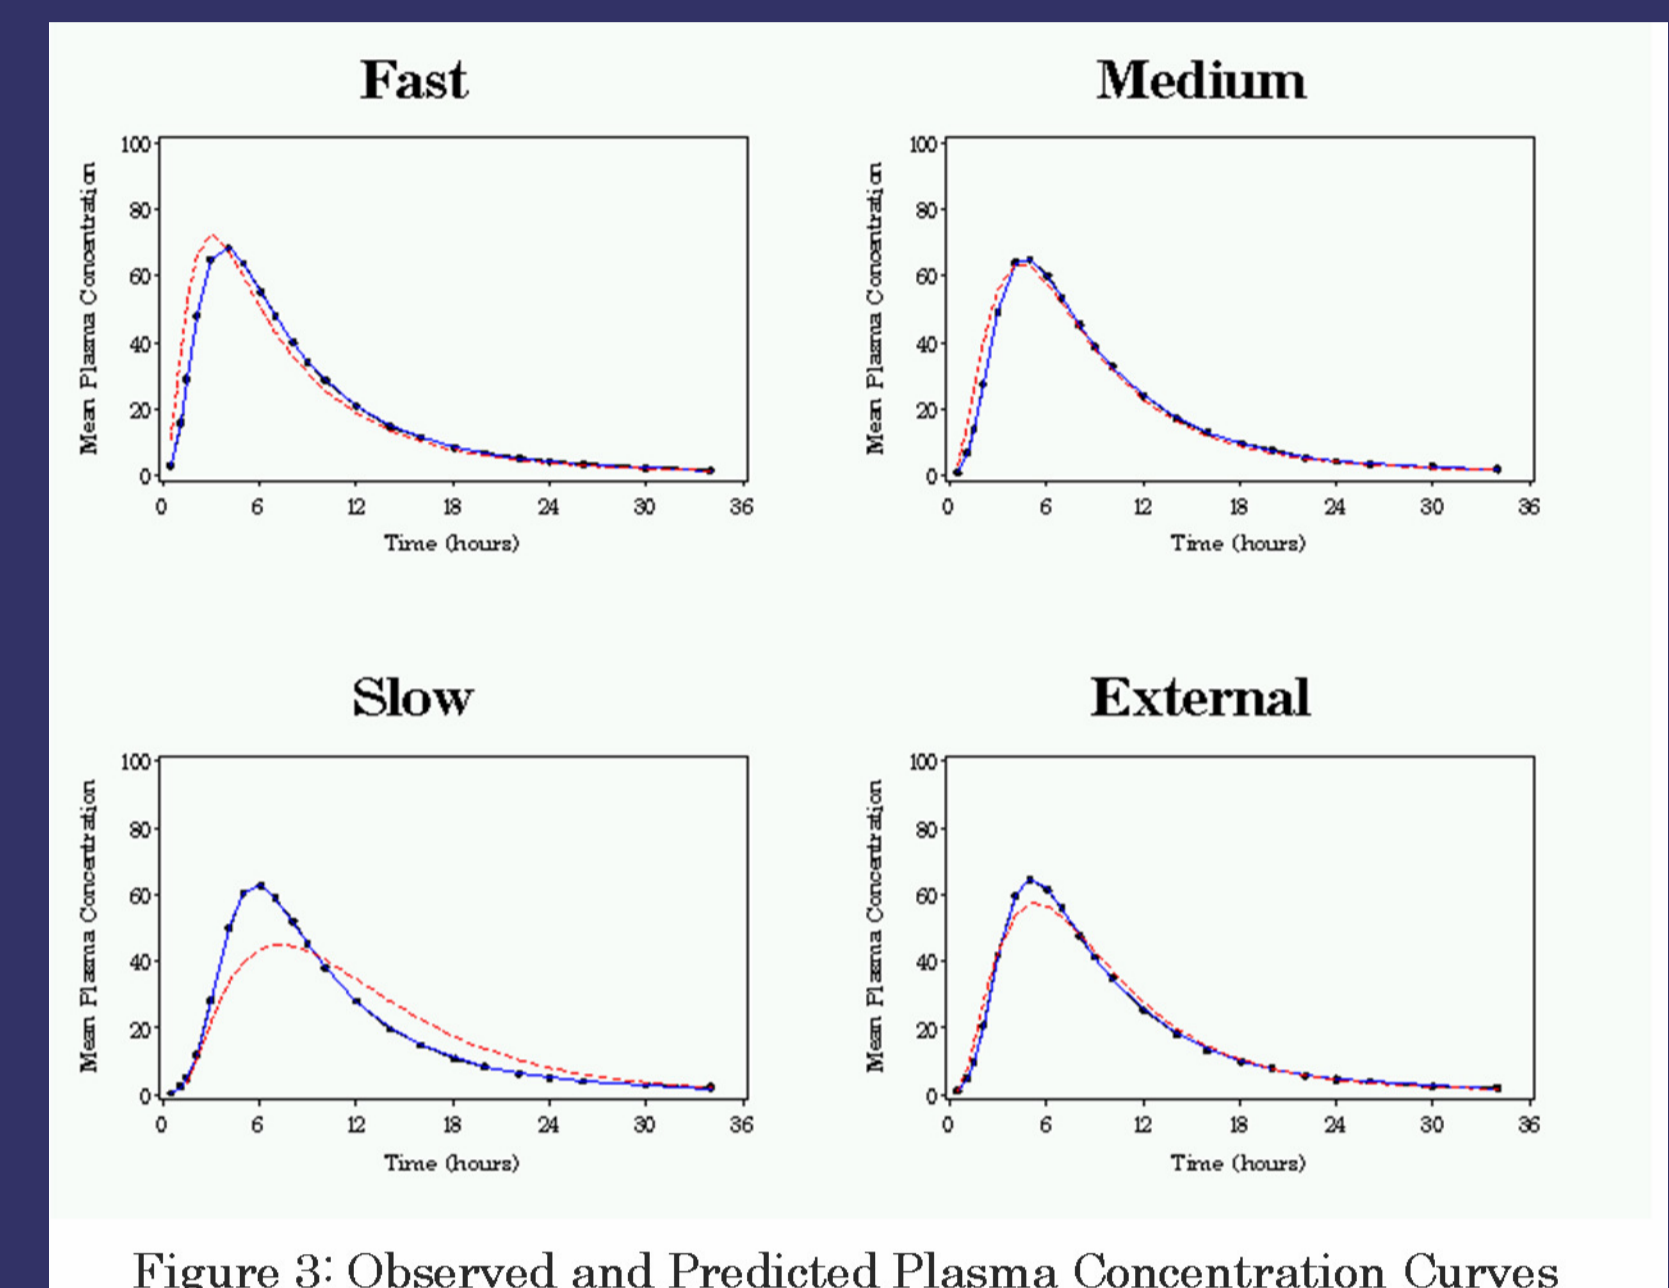 Fast
Medium
Mean Plasma Concentration
100
80
60
40
20
0
0 6 12 18 24 30 36
Time (hours)
Mean Plasma Concentration
100
80
60
40
20
0
0 6 12 18 24 30 36
Time (hours)
Slow
External
Mean Plasma Concentration
100
80
60
40
20
0
0 6 12 18 24 30 36
Time (hours)
Mean Plasma Concentration
100
80
60
40
20
0
0 6 12 18 24 30 36
Time (hours)
Figure 3: Observed and Predicted Plasma Concentration Curves